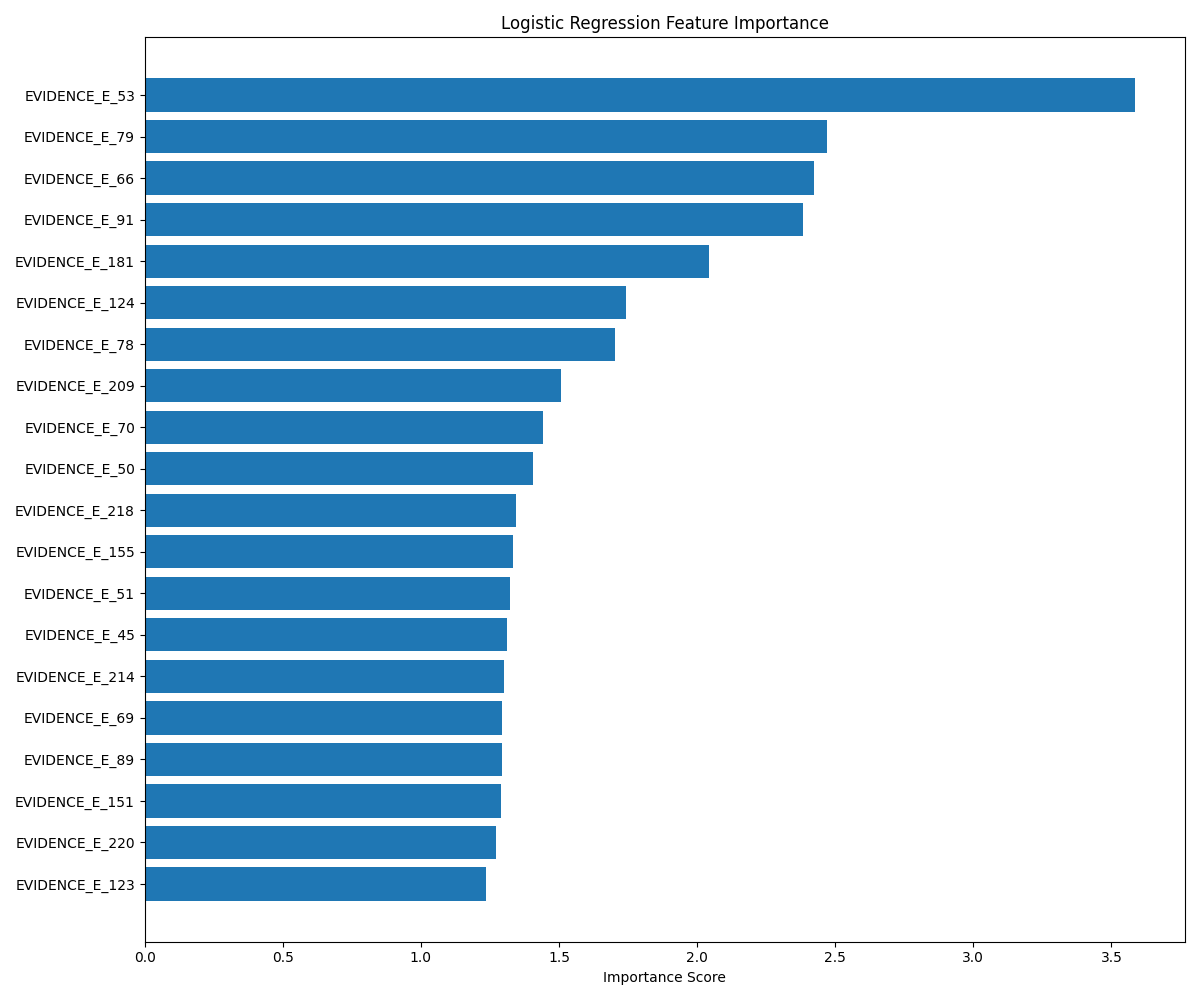 Logistic Regression Feature Importance
EVIDENCE_E_53
EVIDENCE_E_79
EVIDENCE_E_66
EVIDENCE_E_91
EVIDENCE_E_181
EVIDENCE_E_124
EVIDENCE_E_78
EVIDENCE_E_209
EVIDENCE_E_70
EVIDENCE_E_50
EVIDENCE_E_218
EVIDENCE_E_155
EVIDENCE_E_51
EVIDENCE_E_45
EVIDENCE_E_214
EVIDENCE_E_69
EVIDENCE_E_89
EVIDENCE_E_151
EVIDENCE_E_220
EVIDENCE_E_123
0.0 0.5 1.0 1.5 2.0 2.5 3.0 3.5
Importance Score